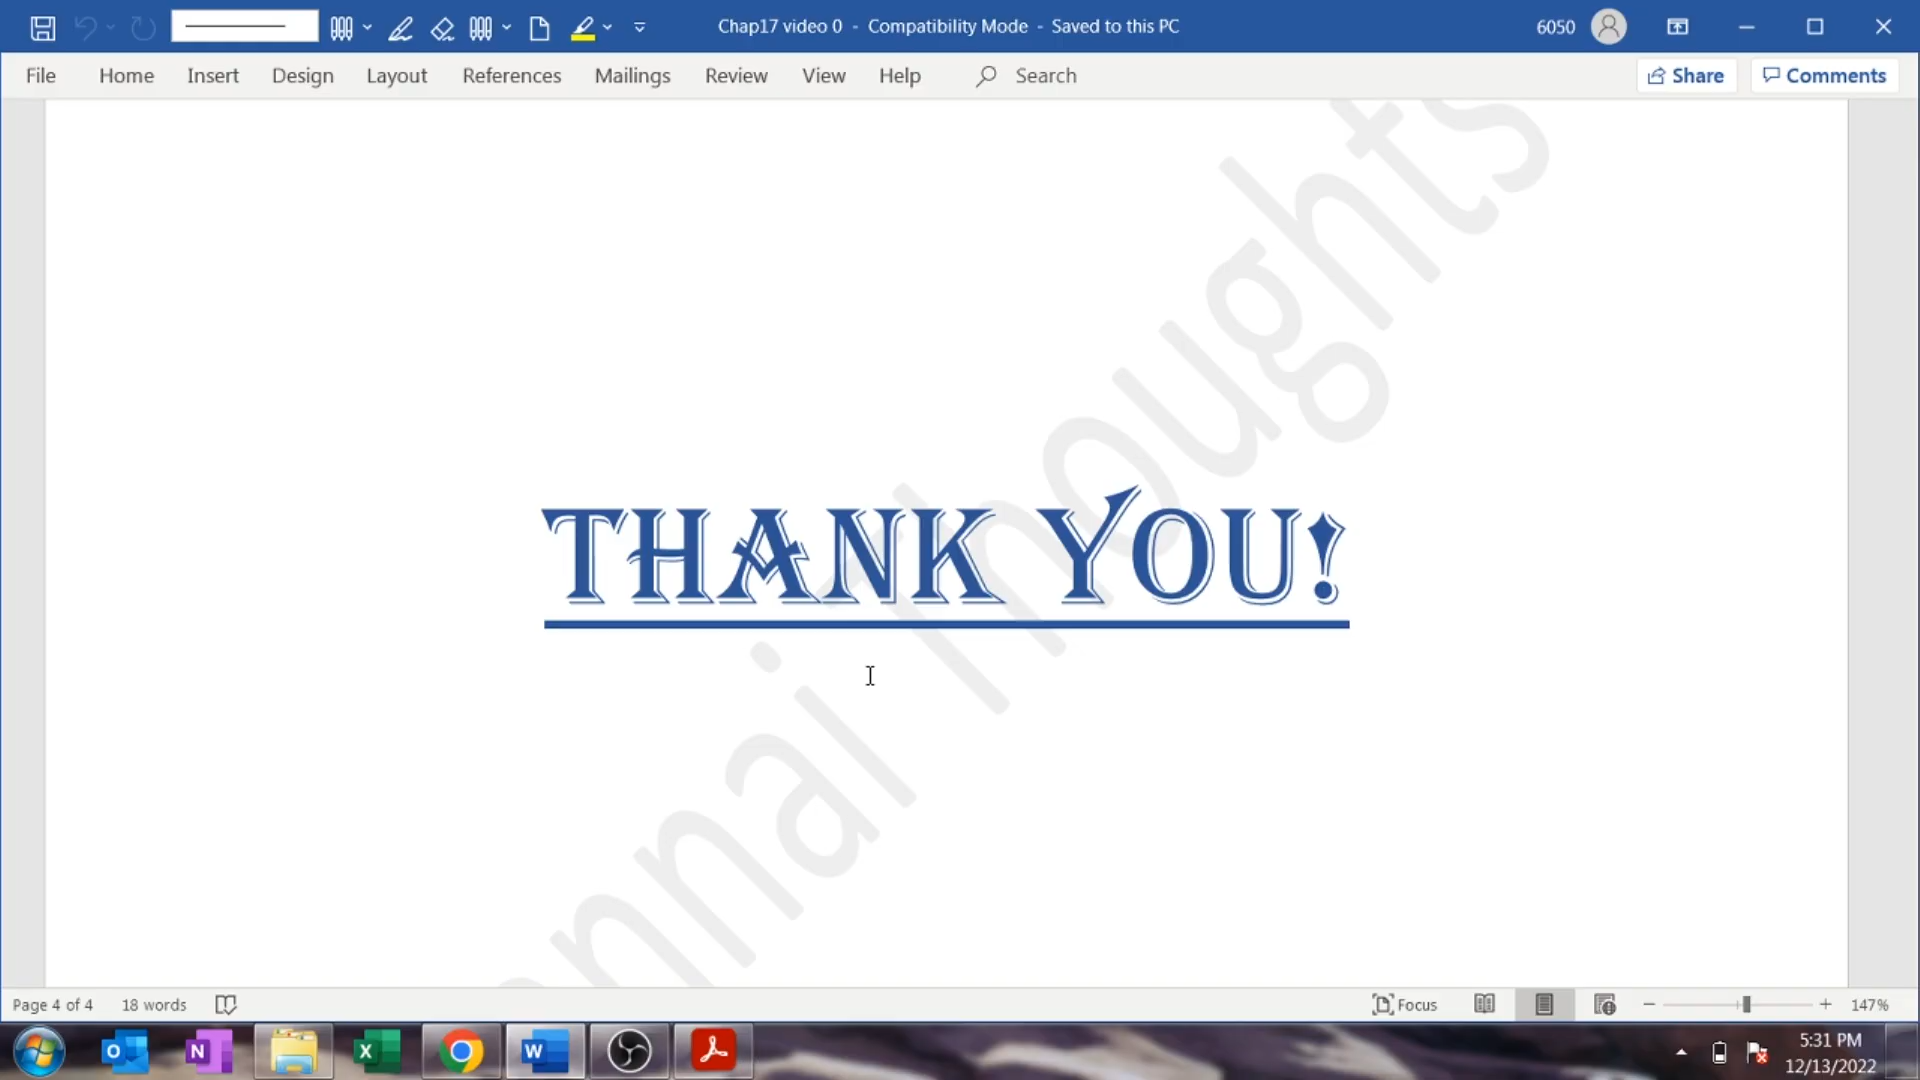 Chap17 video 0 - Compatibility Mode - Saved to this PC
6050
File Home Insert Design Layout References Mailings Review View Help Search
Share Comments
Thoughts
THANK YOU!
Page 4 of 4 18 words
Focus
147%
5:31 PM
12/13/2022